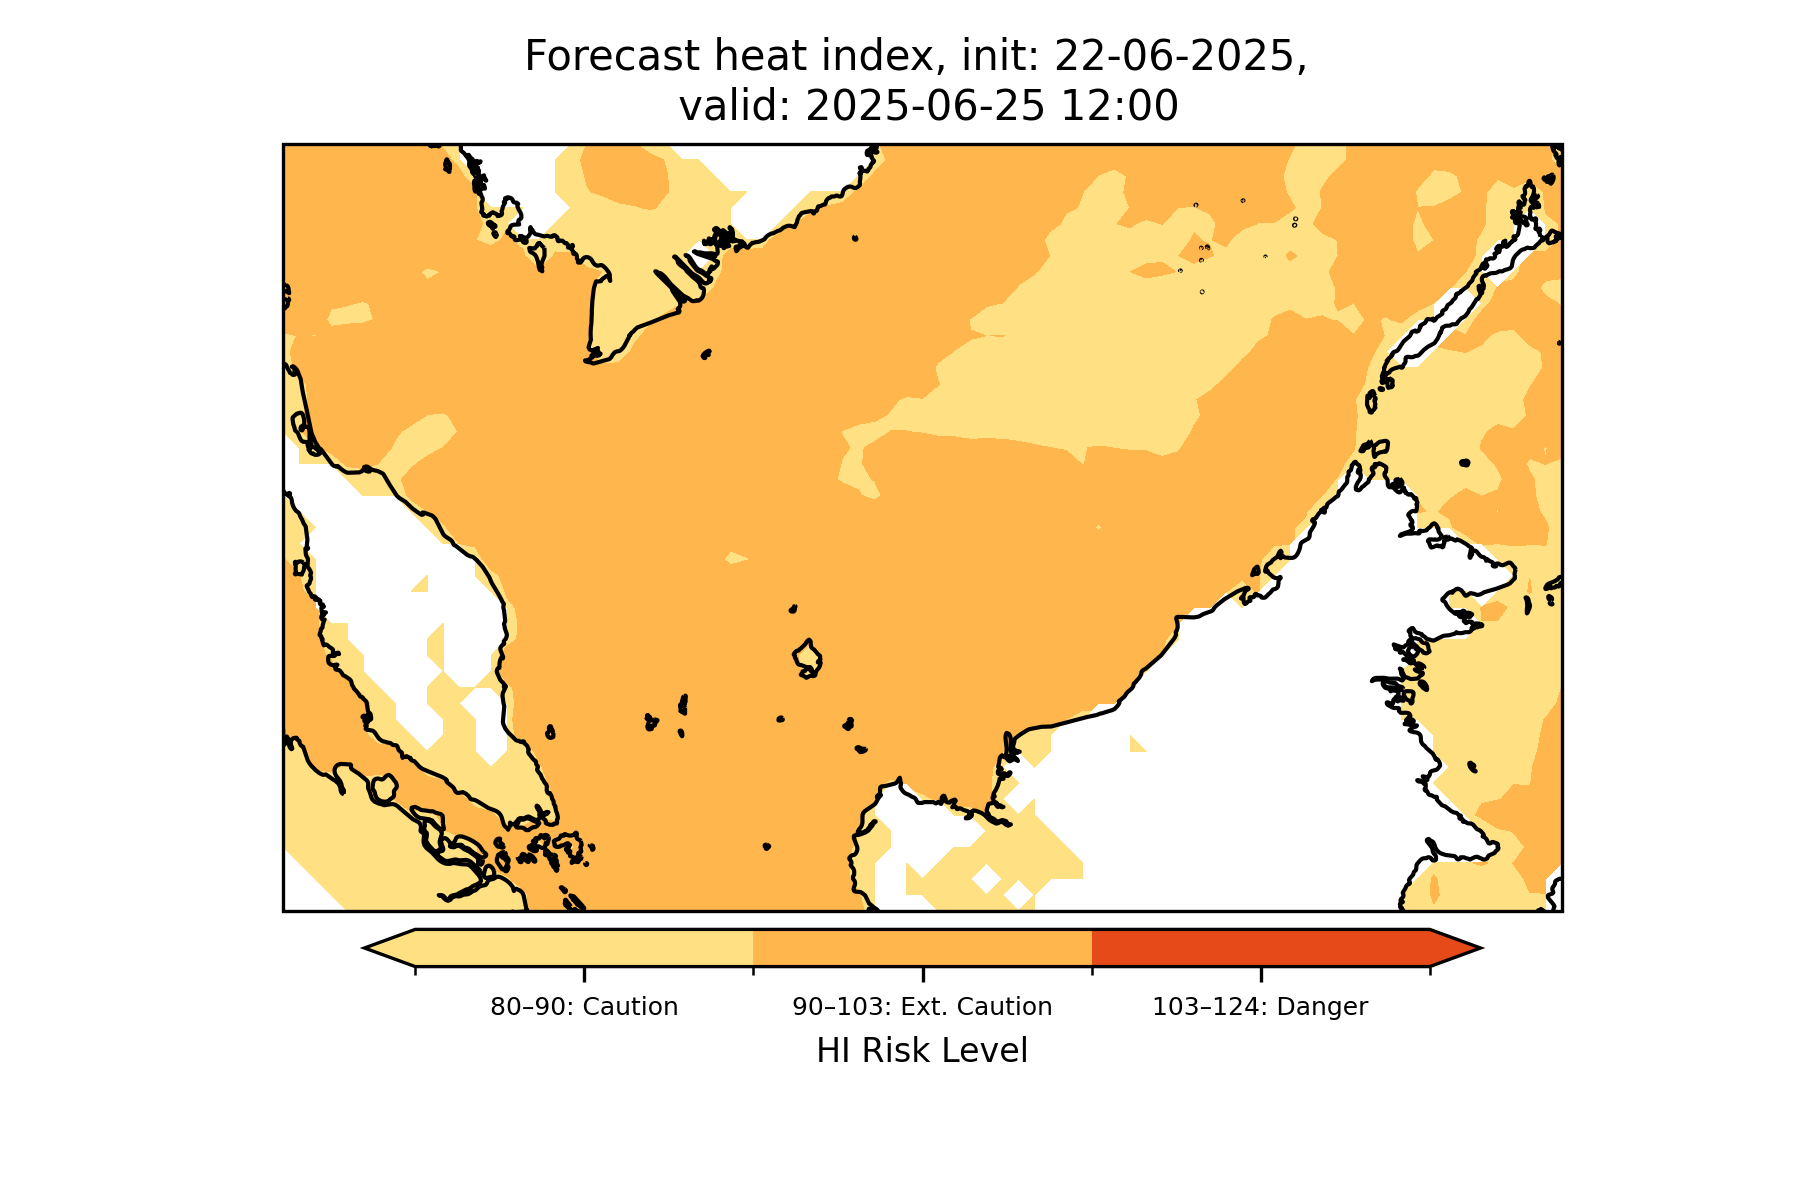 Forecast heat index, init: 22-06-2025,
valid: 2025-06-25 12:00
80–90: Caution
90–103: Ext. Caution
103–124: Danger
HI Risk Level